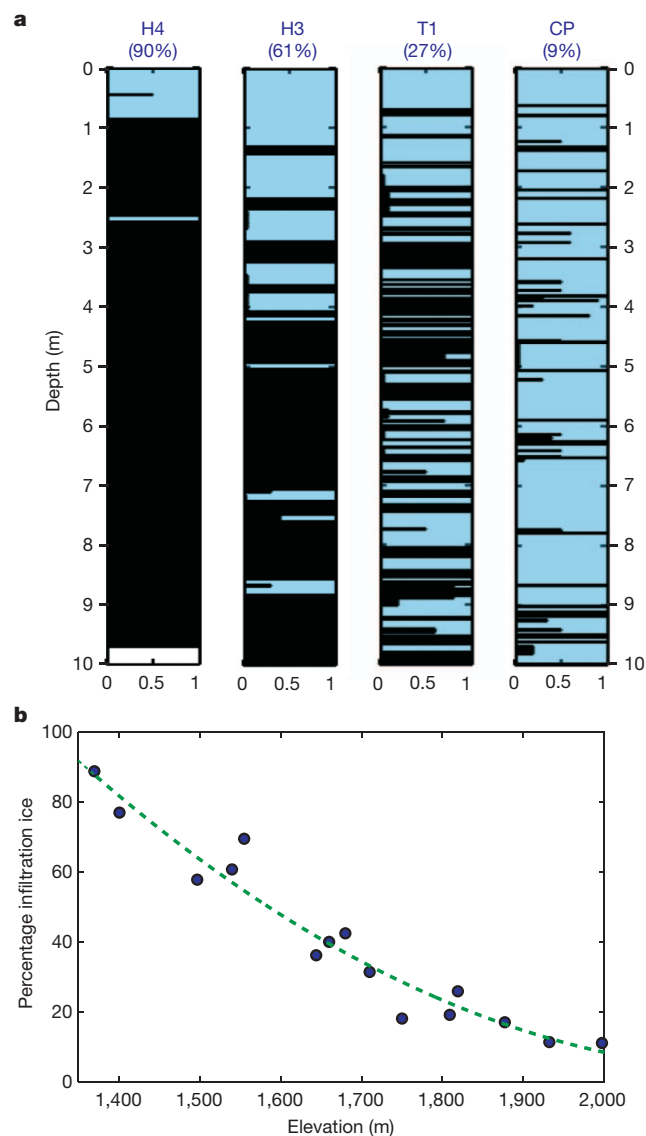 a
H4 H3 T1 CP
(90%) (61%) (27%) (9%)
0 0
1 1
2 2
3 3
4 4
5 5
6 6
7 7
8 8
9 9
10 10
Depth (m)
0 0.5 1 0 0.5 1 0 0.5 1 0 0.5 1
b
100
80
60
40
20
0
Percentage infiltration ice
1,400 1,500 1,600 1,700 1,800 1,900 2,000
Elevation (m)